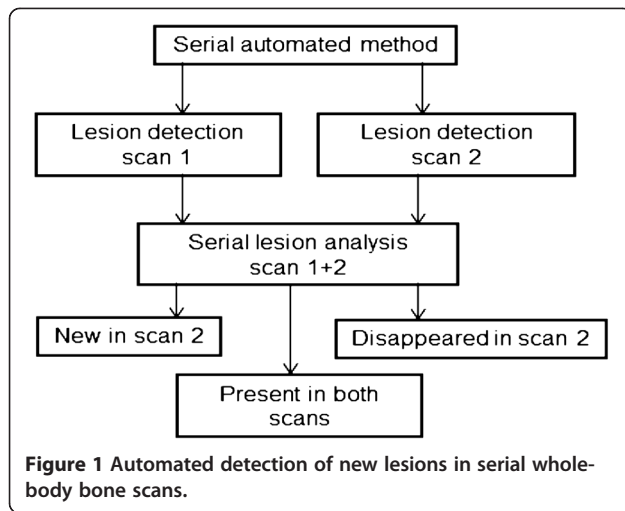 Serial automated method
Lesion detection
scan 1
Lesion detection
scan 2
Serial lesion analysis
scan 1+2
New in scan 2
Disappeared in scan 2
Present in both
scans
Figure 1 Automated detection of new lesions in serial whole-
body bone scans.